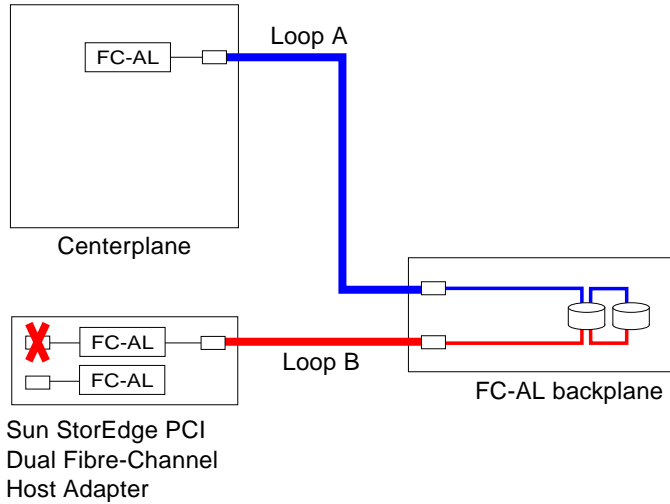 Loop A
FC-AL
Centerplane
FC-AL
Loop B
FC-AL
FC-AL backplane
Sun StorEdge PCI
Dual Fibre-Channel
Host Adapter